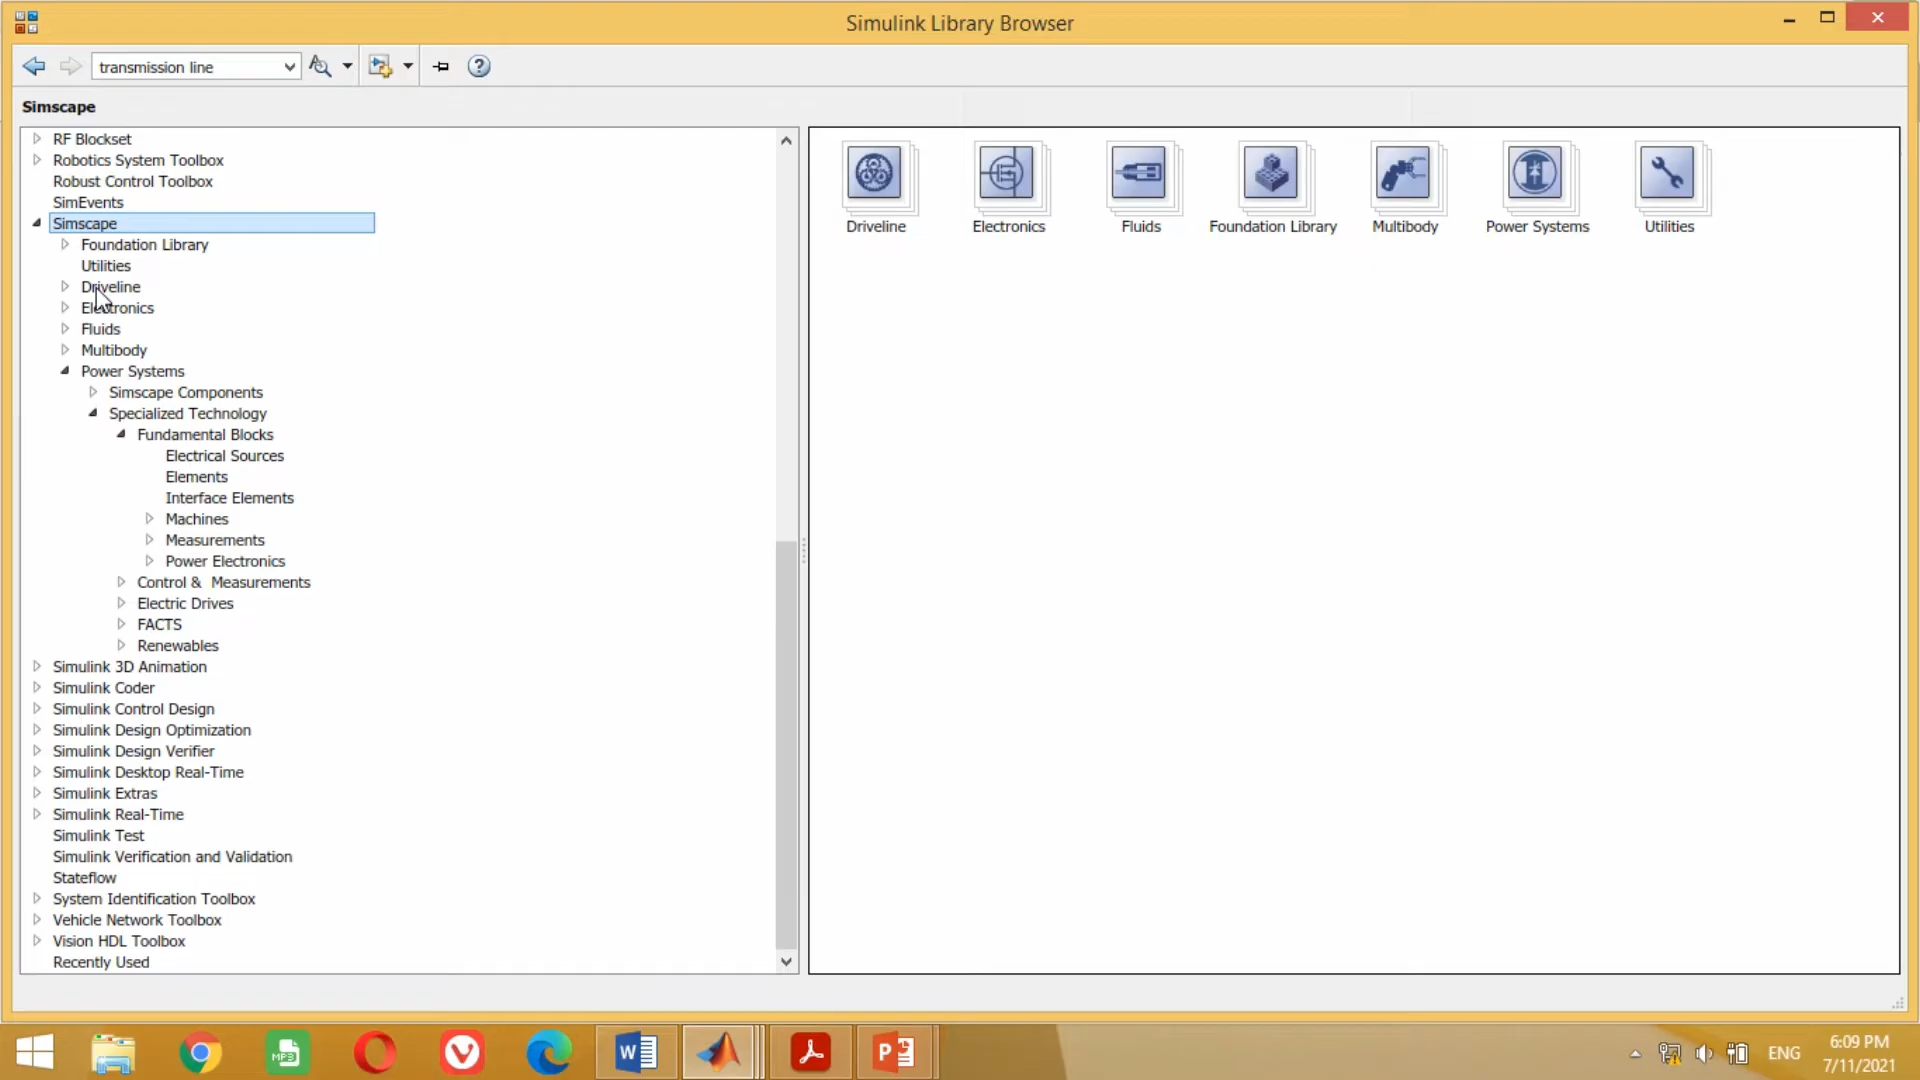 Simulink Library Browser
transmission line
Simscape
RF Blockset
Robotics System Toolbox
Robust Control Toolbox
SimEvents
Simscape
Foundation Library
Utilities
Driveline
Electronics
Fluids
Multibody
Power Systems
Simscape Components
Specialized Technology
Fundamental Blocks
Electrical Sources
Elements
Interface Elements
Machines
Measurements
Power Electronics
Control & Measurements
Electric Drives
FACTS
Renewables
Simulink 3D Animation
Simulink Coder
Simulink Control Design
Simulink Design Optimization
Simulink Design Verifier
Simulink Desktop Real-Time
Simulink Extras
Simulink Real-Time
Simulink Test
Simulink Verification and Validation
Stateflow
System Identification Toolbox
Vehicle Network Toolbox
Vision HDL Toolbox
Recently Used
Driveline Electronics Fluids Foundation Library Multibody Power Systems Utilities
MP3
W
P
ENG
6:09 PM
7/11/2021